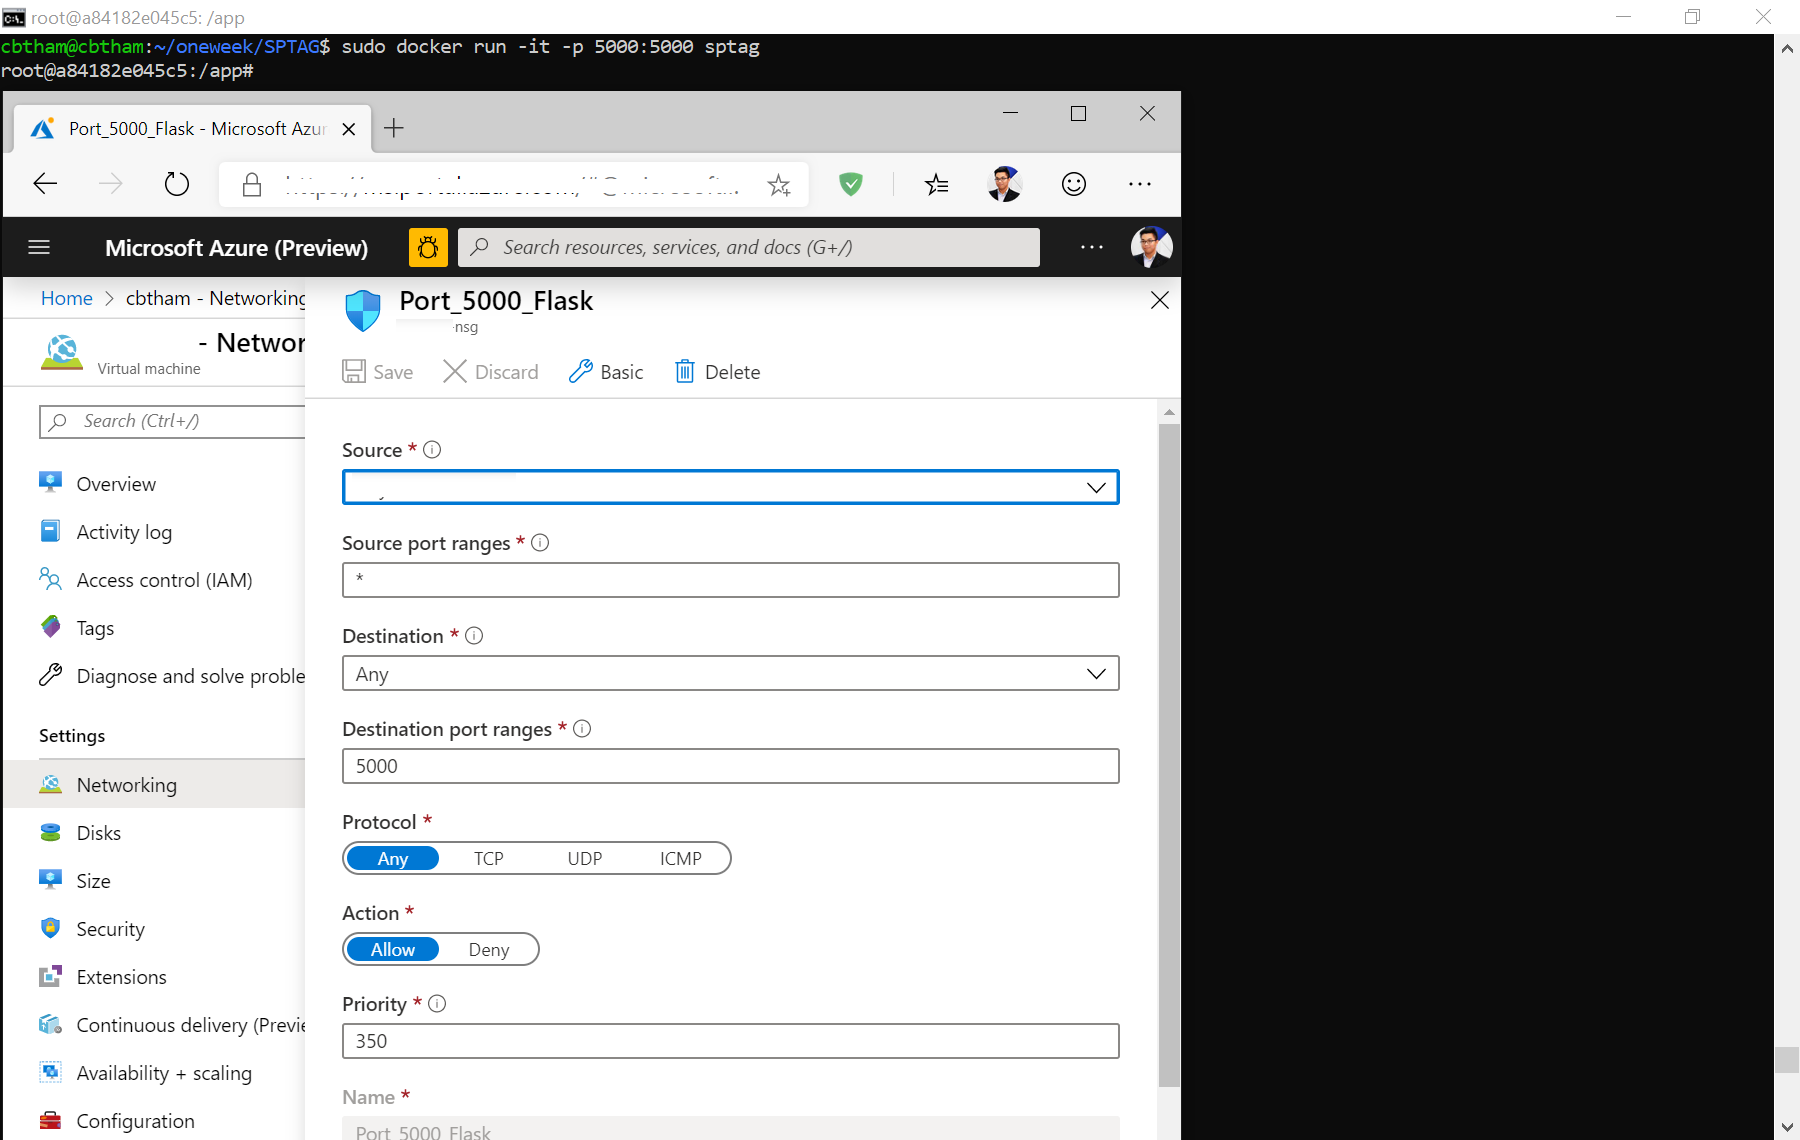 root@a84182e045c5: /app
cbtham@cbtham:~/oneweek/SPTAG$ sudo docker run -it -p 5000:5000 sptag
root@a84182e045c5:/app#
Port_5000_Flask - Microsoft Azur
Microsoft Azure (Preview)
Search resources, services, and docs (G+/)
Home > cbtham - Networking
Port_5000_Flask
-nsg
- Networ
Virtual machine
Save
Discard
Basic
Delete
Search (Ctrl+/)
Overview
Activity log
Access control (IAM)
Tags
Diagnose and solve proble
Settings
Networking
Disks
Size
Security
Extensions
Continuous delivery (Previe
Availability + scaling
Configuration
Source *
Source port ranges *
*
Destination *
Any
Destination port ranges *
5000
Protocol *
Any TCP UDP ICMP
Action *
Allow Deny
Priority *
350
Name *
Port_5000_Flask